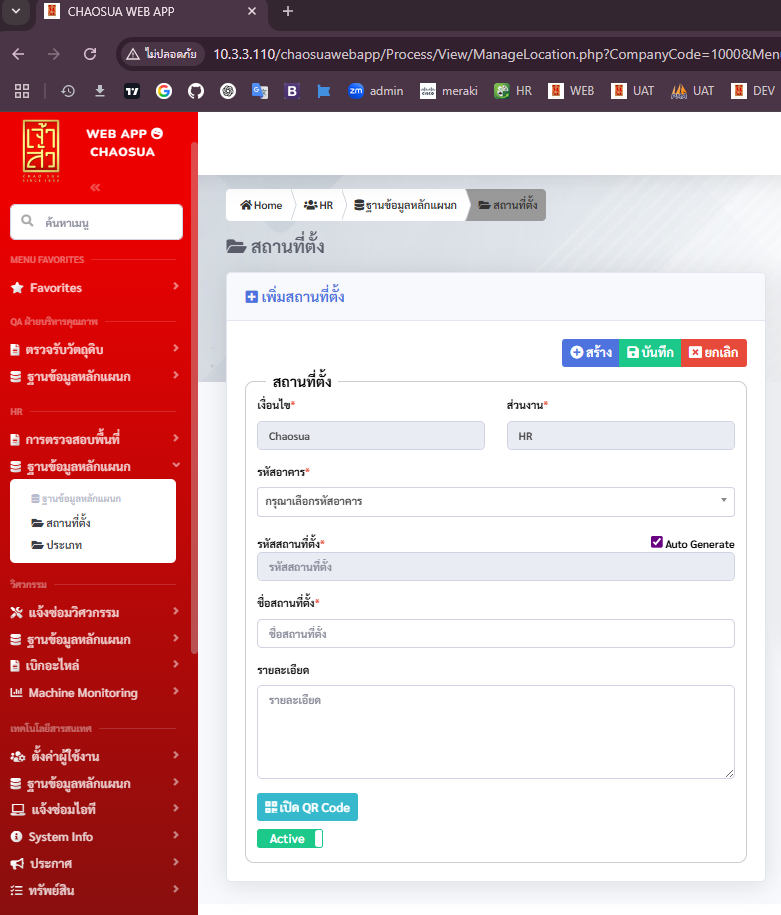 CHAOSUA WEB APP
ไม่ปลอดภัย 10.3.3.110/chaosuawebapp/Process/View/ManageLocation.php?CompanyCode=1000&Men
admin meraki HR WEB UAT UAT DEV
เจ้าสัว
CHAO SUA
WEB APP
CHAOSUA
ค้นหาเมนู
MENU FAVORITES
Favorites
QA ฝ่ายบริหารคุณภาพ
ตรวจรับวัตถุดิบ
ฐานข้อมูลหลักแผนก
HR
การตรวจสอบพื้นที่
ฐานข้อมูลหลักแผนก
ฐานข้อมูลหลักแผนก
สถานที่ตั้ง
ประเภท
วิศวกรรม
แจ้งซ่อมวิศวกรรม
ฐานข้อมูลหลักแผนก
เบิกอะไหล่
Machine Monitoring
เทคโนโลยีสารสนเทศ
ตั้งค่าผู้ใช้งาน
ฐานข้อมูลหลักแผนก
แจ้งซ่อมไอที
System Info
ประกาศ
ทรัพย์สิน
Home HR ฐานข้อมูลหลักแผนก สถานที่ตั้ง
สถานที่ตั้ง
เพิ่มสถานที่ตั้ง
สร้าง บันทึก ยกเลิก
สถานที่ตั้ง
เงื่อนไข* ส่วนงาน*
Chaosua HR
รหัสอาคาร*
กรุณาเลือกรหัสอาคาร
รหัสสถานที่ตั้ง* Auto Generate
รหัสสถานที่ตั้ง
ชื่อสถานที่ตั้ง*
ชื่อสถานที่ตั้ง
รายละเอียด
รายละเอียด
เปิด QR Code
Active